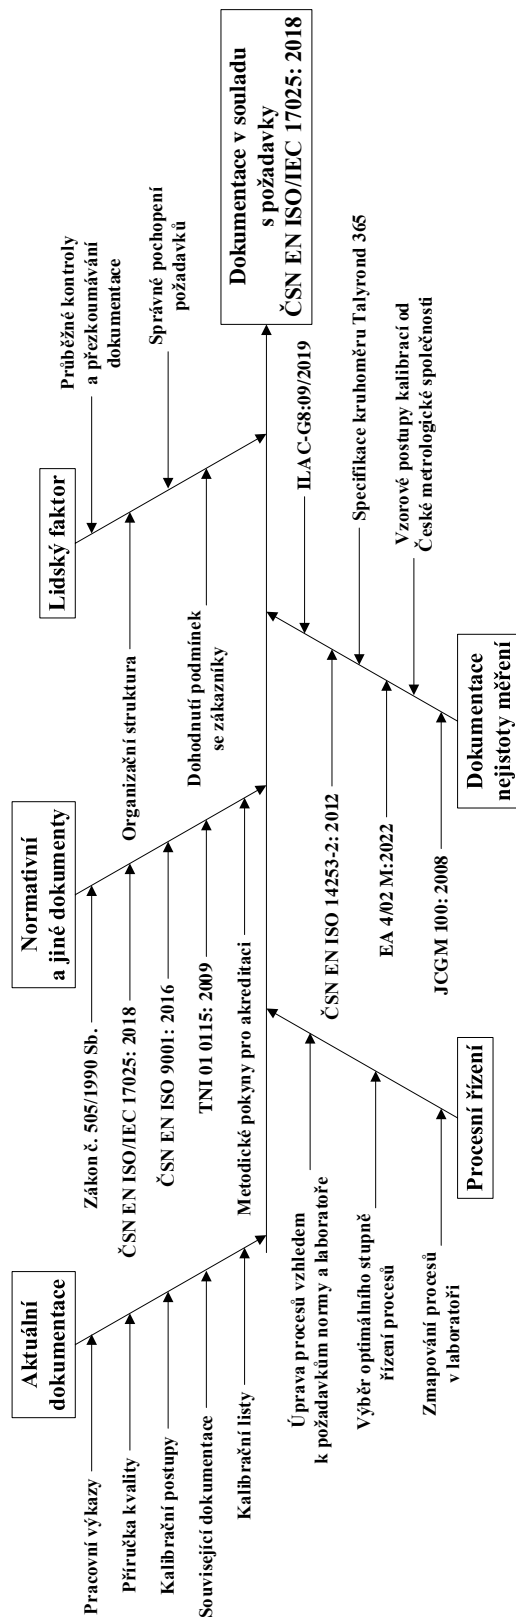 Aktuální
dokumentace
Pracovní výkazy
Příručka kvality
Kalibrační postupy
Související dokumentace
Kalibrační listy
Normativní
a jiné dokumenty
Zákon č. 505/1990 Sb.
ČSN EN ISO/IEC 17025: 2018
ČSN EN ISO 9001: 2016
TNI 01 0115: 2009
Metodické pokyny pro akreditaci
Lidský faktor
Průběžné kontroly
a přezkoumávání
dokumentace
Organizační struktura
Správné pochopení
požadavků
Dohodnutí podmínek
se zákazníky
Dokumentace v souladu
s požadavky
ČSN EN ISO/IEC 17025: 2018
Úprava procesů vzhledem
k požadavkům normy a laboratoře
Výběr optimálního stupně
řízení procesů
Zmapování procesů
v laboratoři
Procesní řízení
ILAC-G8:09/2019
ČSN EN ISO 14253-2: 2012
Specifikace kruhoměru Talyrond 365
EA 4/02 M:2022
Vzorové postupy kalibrací od
České metrologické společnosti
JCGM 100: 2008
Dokumentace
nejistoty měření